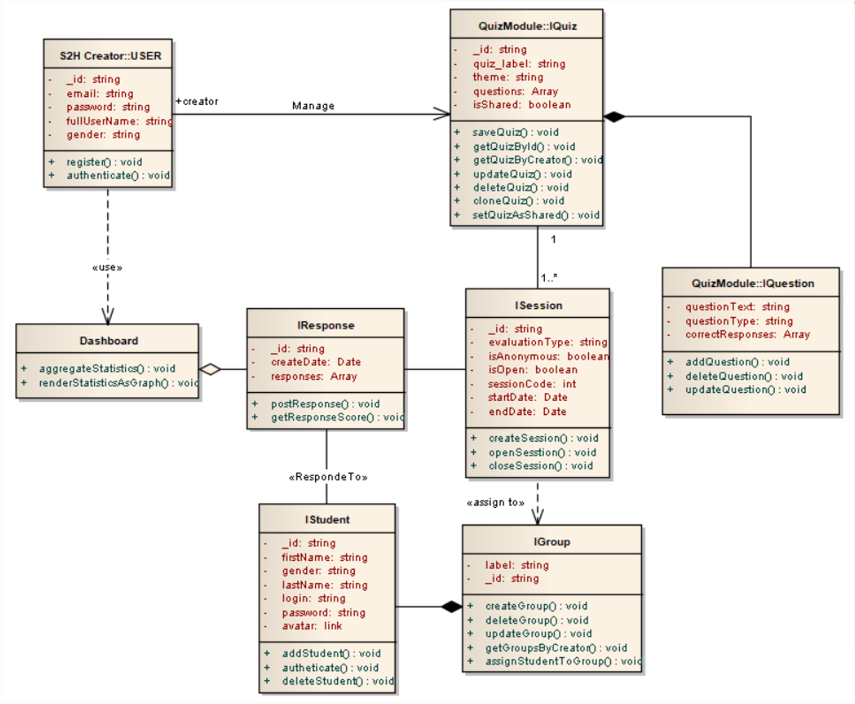 QuizModule::IQuiz
- _id: string
- quiz_label: string
- theme: string
- questions: Array
- isShared: boolean
+ saveQuiz() : void
+ getQuizById() : void
+ getQuizByCreator() : void
+ updateQuiz() : void
+ deleteQuiz() : void
+ cloneQuiz() : void
+ setQuizAsShared() : void
S2H Creator::USER
- _id: string
- email: string
- password: string
- fullUserName: string
- gender: string
+ register() : void
+ authenticate() : void
+creator
Manage
«use»
1
1..*
QuizModule::IQuestion
- questionText: string
- questionType: string
- correctResponses: Array
+ addQuestion() : void
+ deleteQuestion() : void
+ updateQuestion() : void
Dashboard
+ aggregateStatistics() : void
+ renderStatisticsAsGraph() : void
IResponse
- _id: string
- createDate: Date
- responses: Array
+ postResponse() : void
+ getResponseScore() : void
ISession
- _id: string
- evaluationType: string
- isAnonymous: boolean
- isOpen: boolean
- sessionCode: int
- startDate: Date
- endDate: Date
+ createSession() : void
+ openSesstion() : void
+ closeSession() : void
«RespondeTo»
«assign to»
IStudent
- _id: string
- firstName: string
- gender: string
- lastName: string
- login: string
- password: string
- avatar: link
+ addStudent() : void
+ autheticate() : void
+ deleteStudent() : void
IGroup
- label: string
- _id: string
+ createGroup() : void
+ deleteGroup() : void
+ updateGroup() : void
+ getGroupsByCreator() : void
+ assignStudentToGroup() : void